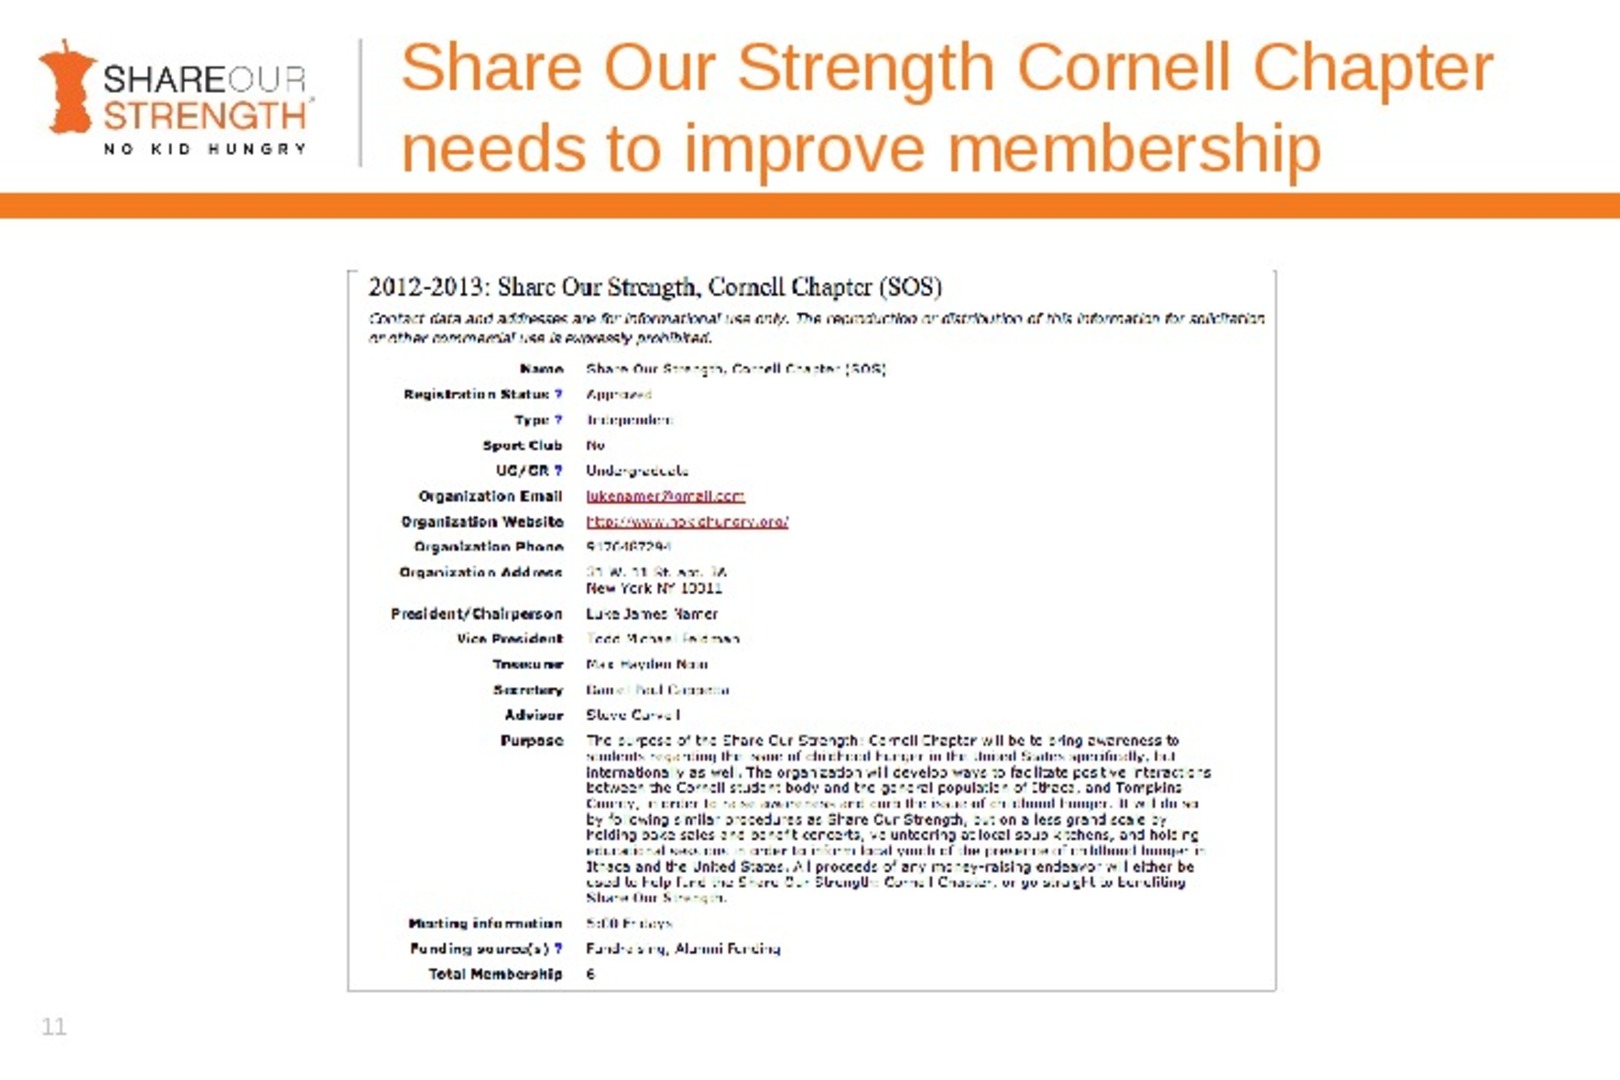 SHARE OUR
STRENGTH
NO KID HUNGRY
Share Our Strength Cornell Chapter
needs to improve membership
2012-2013: Share Our Strength, Cornell Chapter (SOS)
Contact data and addresses are for informational use only. The reproduction or distribution of this information for solicitation
or other commercial use is expressly prohibited.
Name Share Our Strength, Cornell Chapter (SOS)
Registration Status ? Approved
Type ? Independent
Sport Club No
UG/GR ? Undergraduate
Organization Email lukenamer@gmail.com
Organization Website http://www.nokidhungry.org/
Organization Phone
Organization Address 31 W. 11 St. apt.
New York NY 10011
President/Chairperson Luke James Namer
Vice President Todd Michael Feldman
Treasurer Max Hayden
Secretary Daniel Paul
Advisor Steve Carvell
Purpose The purpose of the Share Our Strength: Cornell Chapter will be to bring awareness to
students regarding the issue of childhood hunger in the United States specifically, but
internationally as well. The organization will develop ways to facilitate positive interactions
between the Cornell student body and the general population of Ithaca, and Tompkins
County, in order to raise awareness and curb the issue of childhood hunger. It will do so
by following similar procedures as Share Our Strength, but on a less grand scale by
holding bake sales and benefit concerts, volunteering at local soup kitchens, and holding
educational sessions in order to inform local youth of the presence of childhood hunger in
Ithaca and the United States. All proceeds of any money-raising endeavor will either be
used to help fund the Share Our Strength: Cornell Chapter, or go straight to benefiting
Share Our Strength.
Meeting information 5:00 Fridays
Funding source(s) ? Fundraising, Alumni Funding
Total Membership 6
11